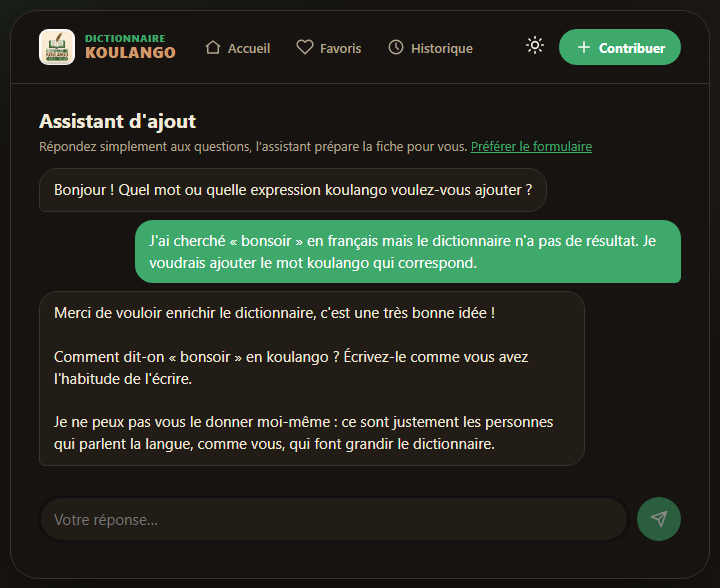 DICTIONNAIRE
KOULANGO
Accueil
Favoris
Historique
+ Contribuer
Assistant d'ajout
Répondez simplement aux questions, l'assistant prépare la fiche pour vous. Préférer le formulaire
Bonjour ! Quel mot ou quelle expression koulango voulez-vous ajouter ?
J'ai cherché « bonsoir » en français mais le dictionnaire n'a pas de résultat. Je
voudrais ajouter le mot koulango qui correspond.
Merci de vouloir enrichir le dictionnaire, c'est une très bonne idée !
Comment dit-on « bonsoir » en koulango ? Écrivez-le comme vous avez
l'habitude de l'écrire.
Je ne peux pas vous le donner moi-même : ce sont justement les personnes
qui parlent la langue, comme vous, qui font grandir le dictionnaire.
Votre réponse...